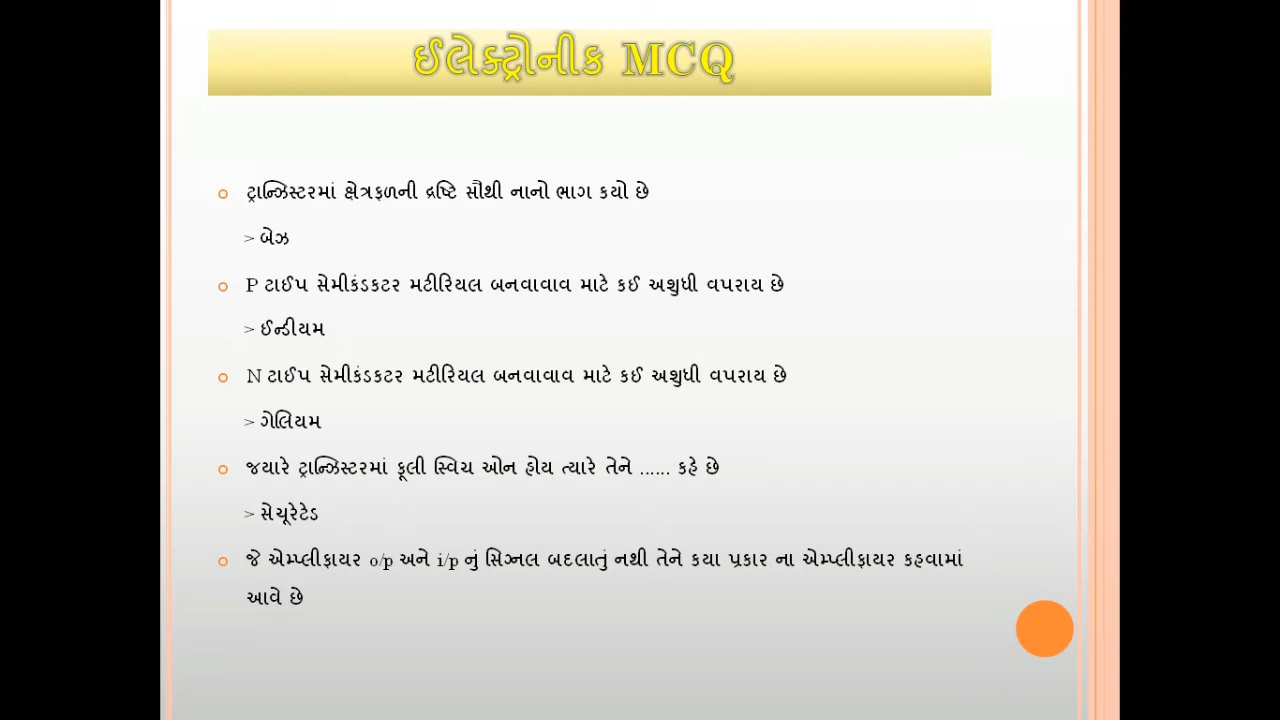 ઈલેક્ટ્રોનીક MCQ
ટ્રાન્ઝિસ્ટરમાં ક્ષેત્રફળની દ્રષ્ટિ સૌથી નાનો ભાગ કયો છે
> બેઝ
P ટાઈપ સેમીકંડકટર મટીરિયલ બનવાવાવ માટે કઈ અશુધી વપરાય છે
> ઈન્ડીયમ
N ટાઈપ સેમીકંડકટર મટીરિયલ બનવાવાવ માટે કઈ અશુધી વપરાય છે
> ગેલિયમ
જયારે ટ્રાન્ઝિસ્ટરમાં ફૂલી સ્વિચ ઓન હોય ત્યારે તેને ...... કહે છે
> સેચૂરેટેડ
જે એમ્પ્લીફાયર o/p અને i/p નું સિગ્નલ બદલાતું નથી તેને કયા પ્રકાર ના એમ્પ્લીફાયર કહવામાં
આવે છે